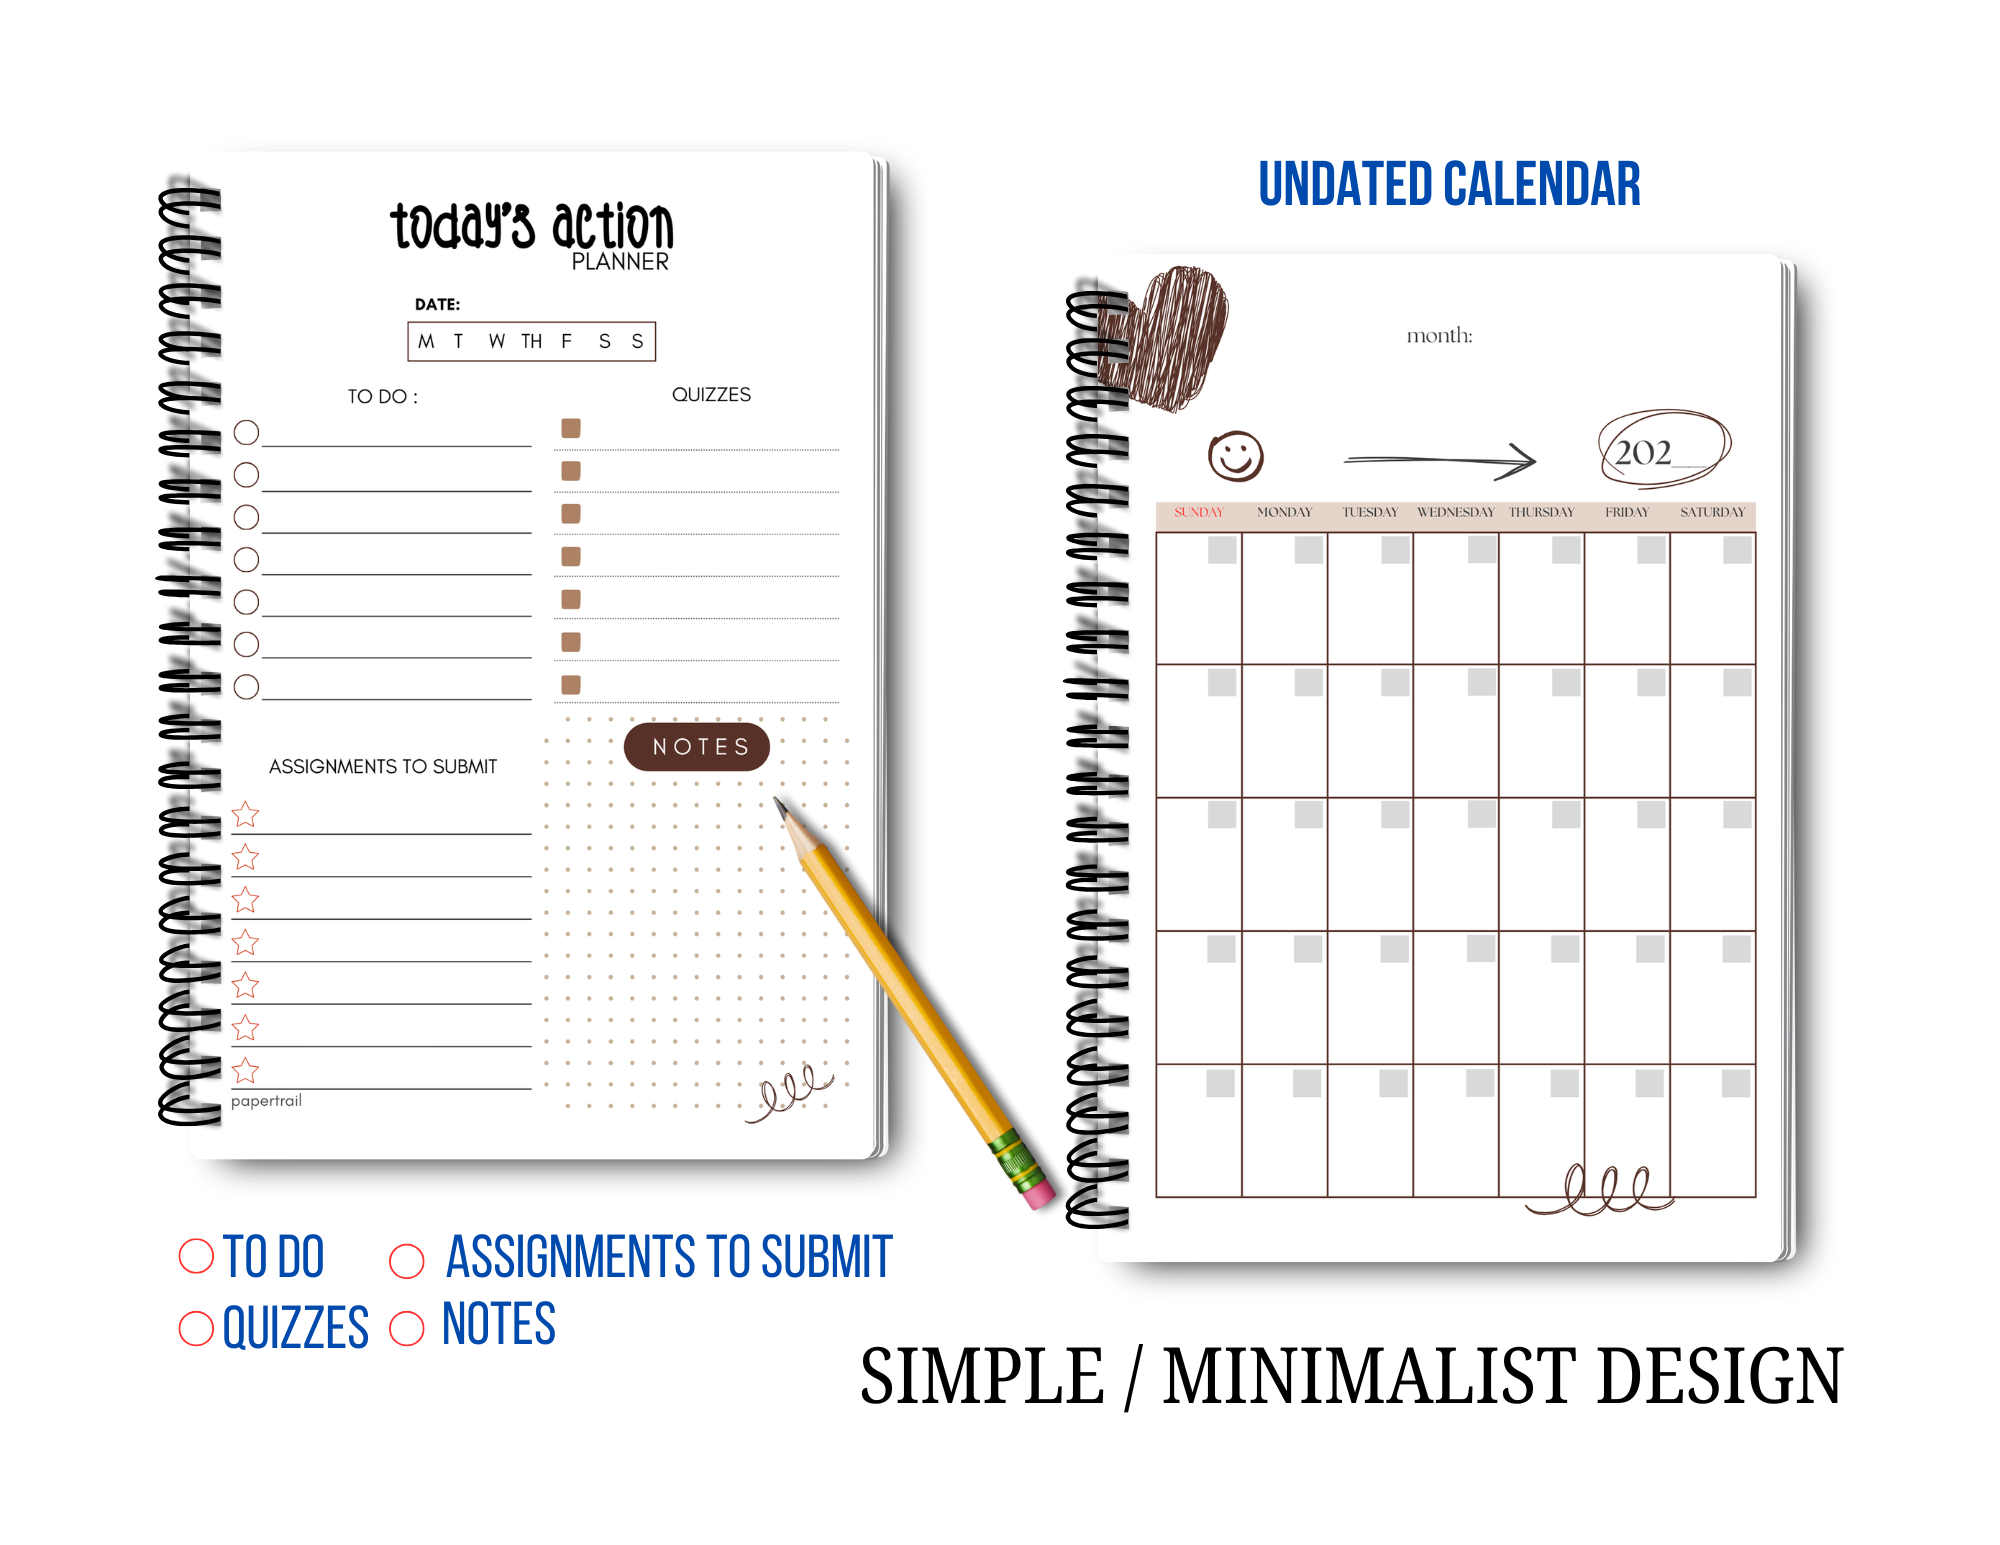 today's action
PLANNER
DATE:
M T W TH F S S
TO DO :
QUIZZES
NOTES
ASSIGNMENTS TO SUBMIT
papertrail
UNDATED CALENDAR
month:
202__
SUNDAY MONDAY TUESDAY WEDNESDAY THURSDAY FRIDAY SATURDAY
TO DO
ASSIGNMENTS TO SUBMIT
QUIZZES
NOTES
SIMPLE / MINIMALIST DESIGN